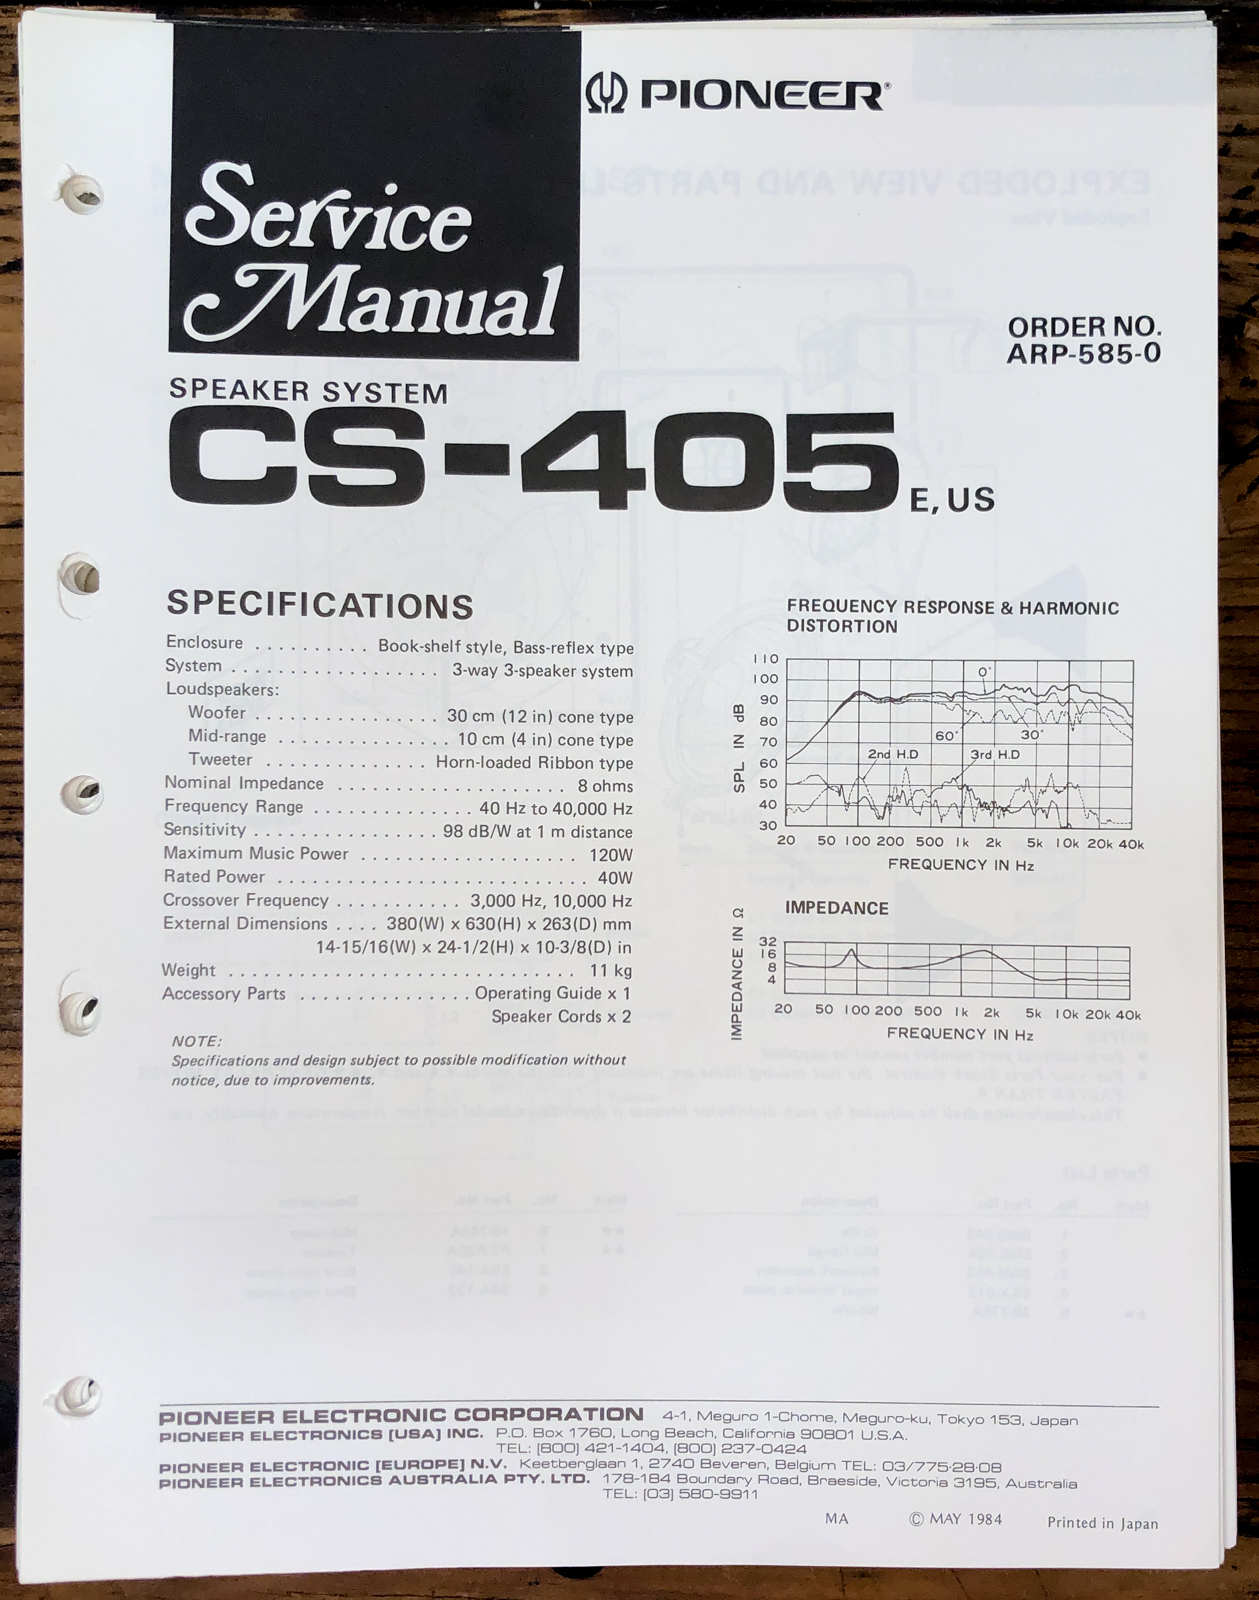 PIONEER®
Service
Manual
ORDER NO.
ARP-585-0
SPEAKER SYSTEM
CS-405 E, US
SPECIFICATIONS
Enclosure . . . . . . . . . . Book-shelf style, Bass-reflex type
System . . . . . . . . . . . . . . . . . . 3-way 3-speaker system
Loudspeakers:
Woofer . . . . . . . . . . . . . . . . 30 cm (12 in) cone type
Mid-range . . . . . . . . . . . . . . . 10 cm (4 in) cone type
Tweeter . . . . . . . . . . . . . . Horn-loaded Ribbon type
Nominal Impedance . . . . . . . . . . . . . . . . . . . . 8 ohms
Frequency Range . . . . . . . . . . . . . . . 40 Hz to 40,000 Hz
Sensitivity . . . . . . . . . . . . . . . . 98 dB/W at 1 m distance
Maximum Music Power . . . . . . . . . . . . . . . . . . . 120W
Rated Power . . . . . . . . . . . . . . . . . . . . . . . . . . . 40W
Crossover Frequency . . . . . . . . . . . 3,000 Hz, 10,000 Hz
External Dimensions . . . . 380(W) x 630(H) x 263(D) mm
14-15/16(W) x 24-1/2(H) x 10-3/8(D) in
Weight . . . . . . . . . . . . . . . . . . . . . . . . . . . . . . 11 kg
Accessory Parts . . . . . . . . . . . . . . . Operating Guide x 1
Speaker Cords x 2
NOTE:
Specifications and design subject to possible modification without
notice, due to improvements.
FREQUENCY RESPONSE & HARMONIC
DISTORTION
SPL IN dB
110
100
90
80
70
60
50
40
30
0°
60°
30°
2nd H.D
3rd H.D
20 50 100 200 500 1k 2k 5k 10k 20k 40k
FREQUENCY IN Hz
IMPEDANCE
IMPEDANCE IN Ω
32
16
8
4
20 50 100 200 500 1k 2k 5k 10k 20k 40k
FREQUENCY IN Hz
PIONEER ELECTRONIC CORPORATION 4-1, Meguro 1-Chome, Meguro-ku, Tokyo 153, Japan
PIONEER ELECTRONICS [USA] INC. P.O. Box 1760, Long Beach, California 90801 U.S.A.
TEL: [800] 421-1404, [800] 237-0424
PIONEER ELECTRONIC [EUROPE] N.V. Keetberglaan 1, 2740 Beveren, Belgium TEL: 03/775·28·08
PIONEER ELECTRONICS AUSTRALIA PTY. LTD. 178-184 Boundary Road, Braeside, Victoria 3195, Australia
TEL: [03] 580-9911
MA © MAY 1984 Printed in Japan